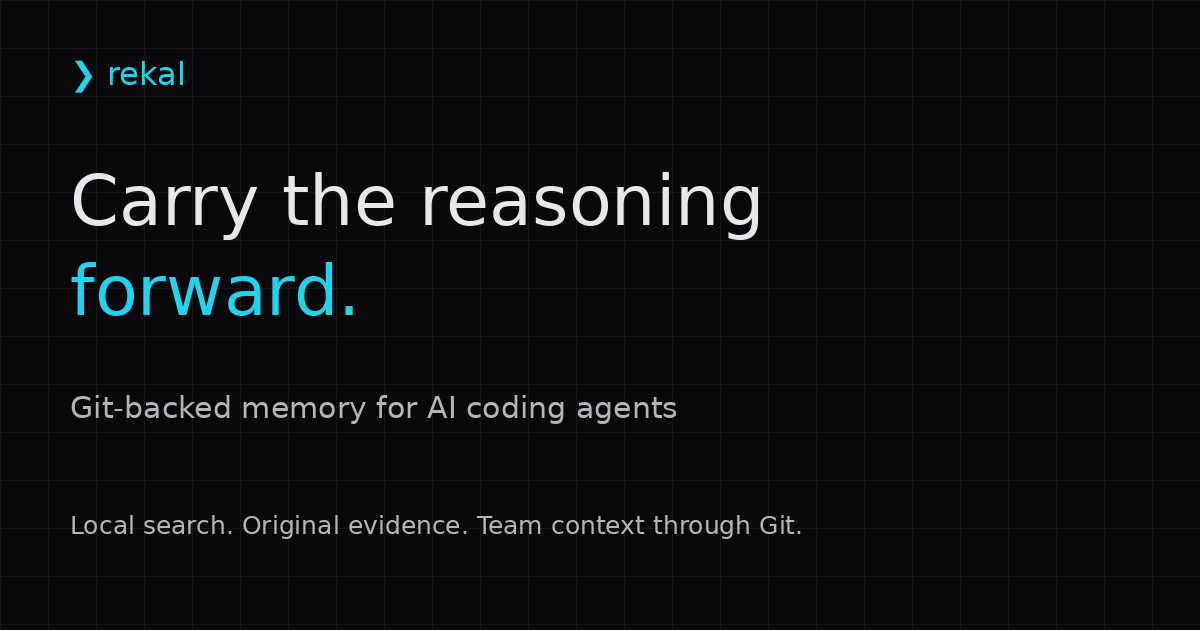 ❯ rekal
Carry the reasoning
forward.
Git-backed memory for AI coding agents
Local search. Original evidence. Team context through Git.